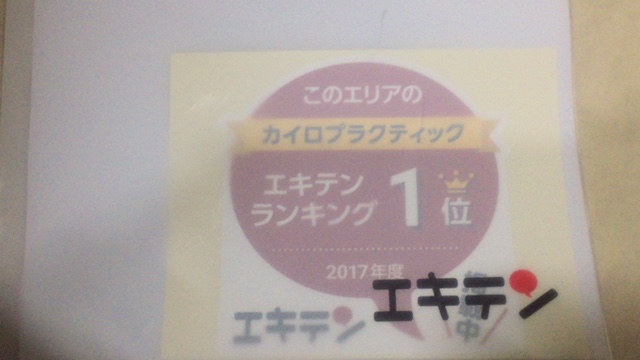 このエリアの
カイロプラクティック
エキテン
ランキング 1位
2017年度
エキテン
エキテン
中